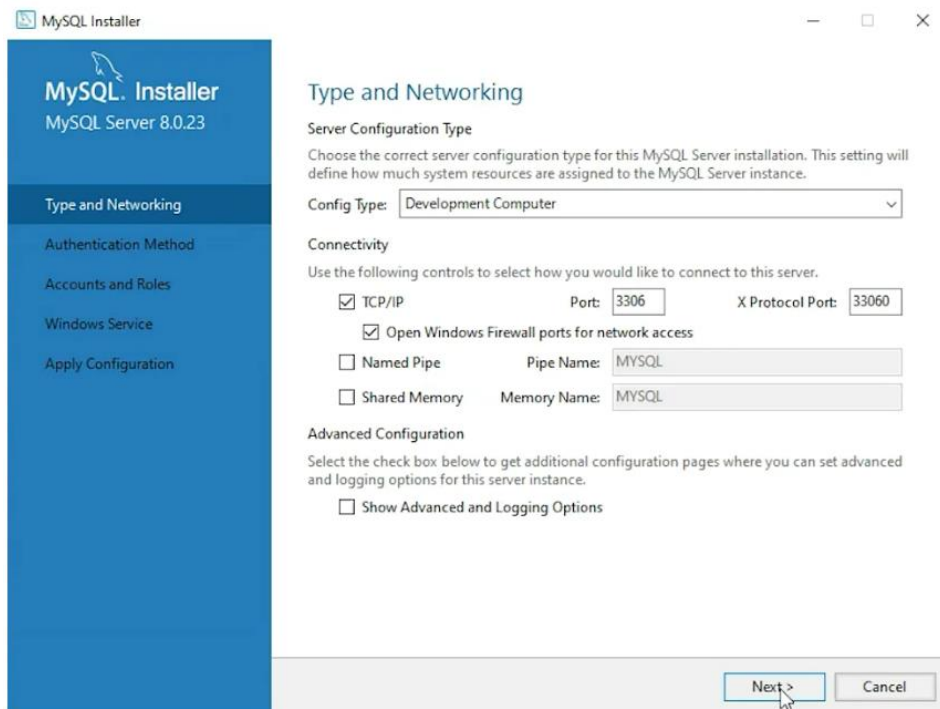 MySQL Installer
MySQL. Installer
MySQL Server 8.0.23
Type and Networking
Authentication Method
Accounts and Roles
Windows Service
Apply Configuration
Type and Networking
Server Configuration Type
Choose the correct server configuration type for this MySQL Server installation. This setting will
define how much system resources are assigned to the MySQL Server instance.
Config Type: Development Computer
Connectivity
Use the following controls to select how you would like to connect to this server.
TCP/IP Port: 3306 X Protocol Port: 33060
Open Windows Firewall ports for network access
Named Pipe Pipe Name: MYSQL
Shared Memory Memory Name: MYSQL
Advanced Configuration
Select the check box below to get additional configuration pages where you can set advanced
and logging options for this server instance.
Show Advanced and Logging Options
Next > Cancel